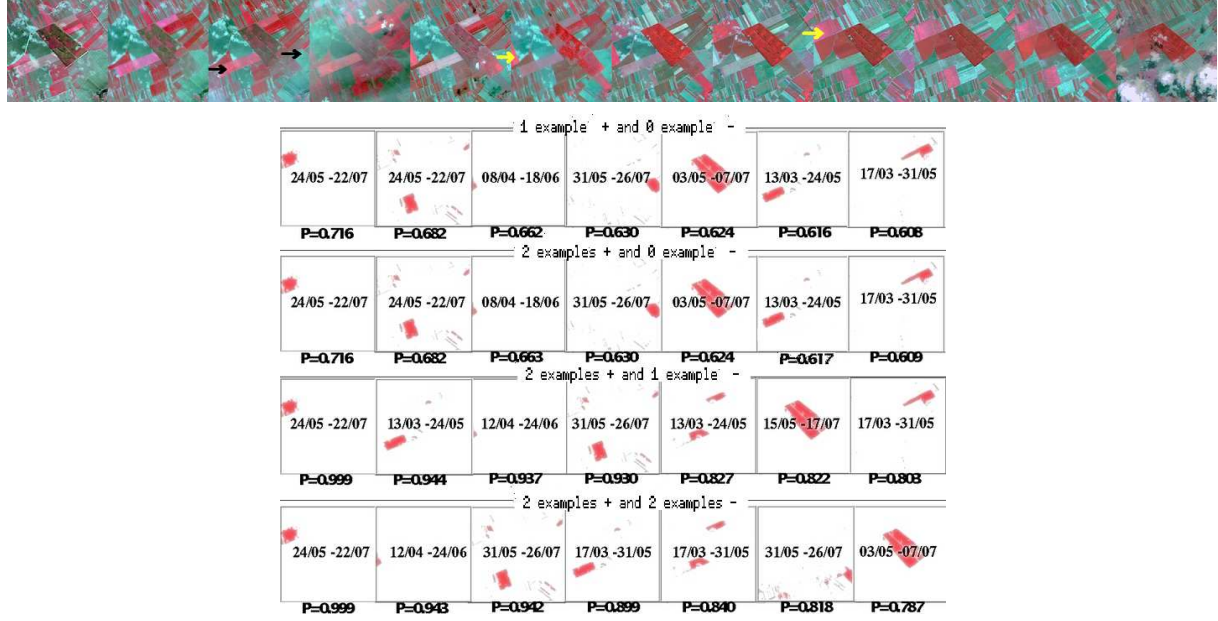 1 example + and 0 example -
24/05 -22/07 24/05 -22/07 08/04 -18/06 31/05 -26/07 03/05 -07/07 13/03 -24/05 17/03 -31/05
P=0.716 P=0.682 P=0.662 P=0.630 P=0.624 P=0.616 P=0.608
2 examples + and 0 example -
24/05 -22/07 24/05 -22/07 08/04 -18/06 31/05 -26/07 03/05 -07/07 13/03 -24/05 17/03 -31/05
P=0.716 P=0.682 P=0.663 P=0.630 P=0.624 P=0.617 P=0.609
2 examples + and 1 example -
24/05 -22/07 13/03 -24/05 12/04 -24/06 31/05 -26/07 13/03 -24/05 15/05 -17/07 17/03 -31/05
P=0.999 P=0.944 P=0.937 P=0.930 P=0.827 P=0.822 P=0.803
2 examples + and 2 examples -
24/05 -22/07 12/04 -24/06 31/05 -26/07 17/03 -31/05 17/03 -31/05 31/05 -26/07 03/05 -07/07
P=0.999 P=0.943 P=0.942 P=0.899 P=0.840 P=0.818 P=0.787